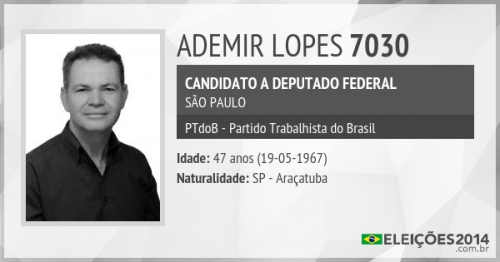 ADEMIR LOPES 7030
CANDIDATO A DEPUTADO FEDERAL
SÃO PAULO
PTdoB - Partido Trabalhista do Brasil
Idade: 47 anos (19-05-1967)
Naturalidade: SP - Araçatuba
ELEIÇÕES2014
.com.br